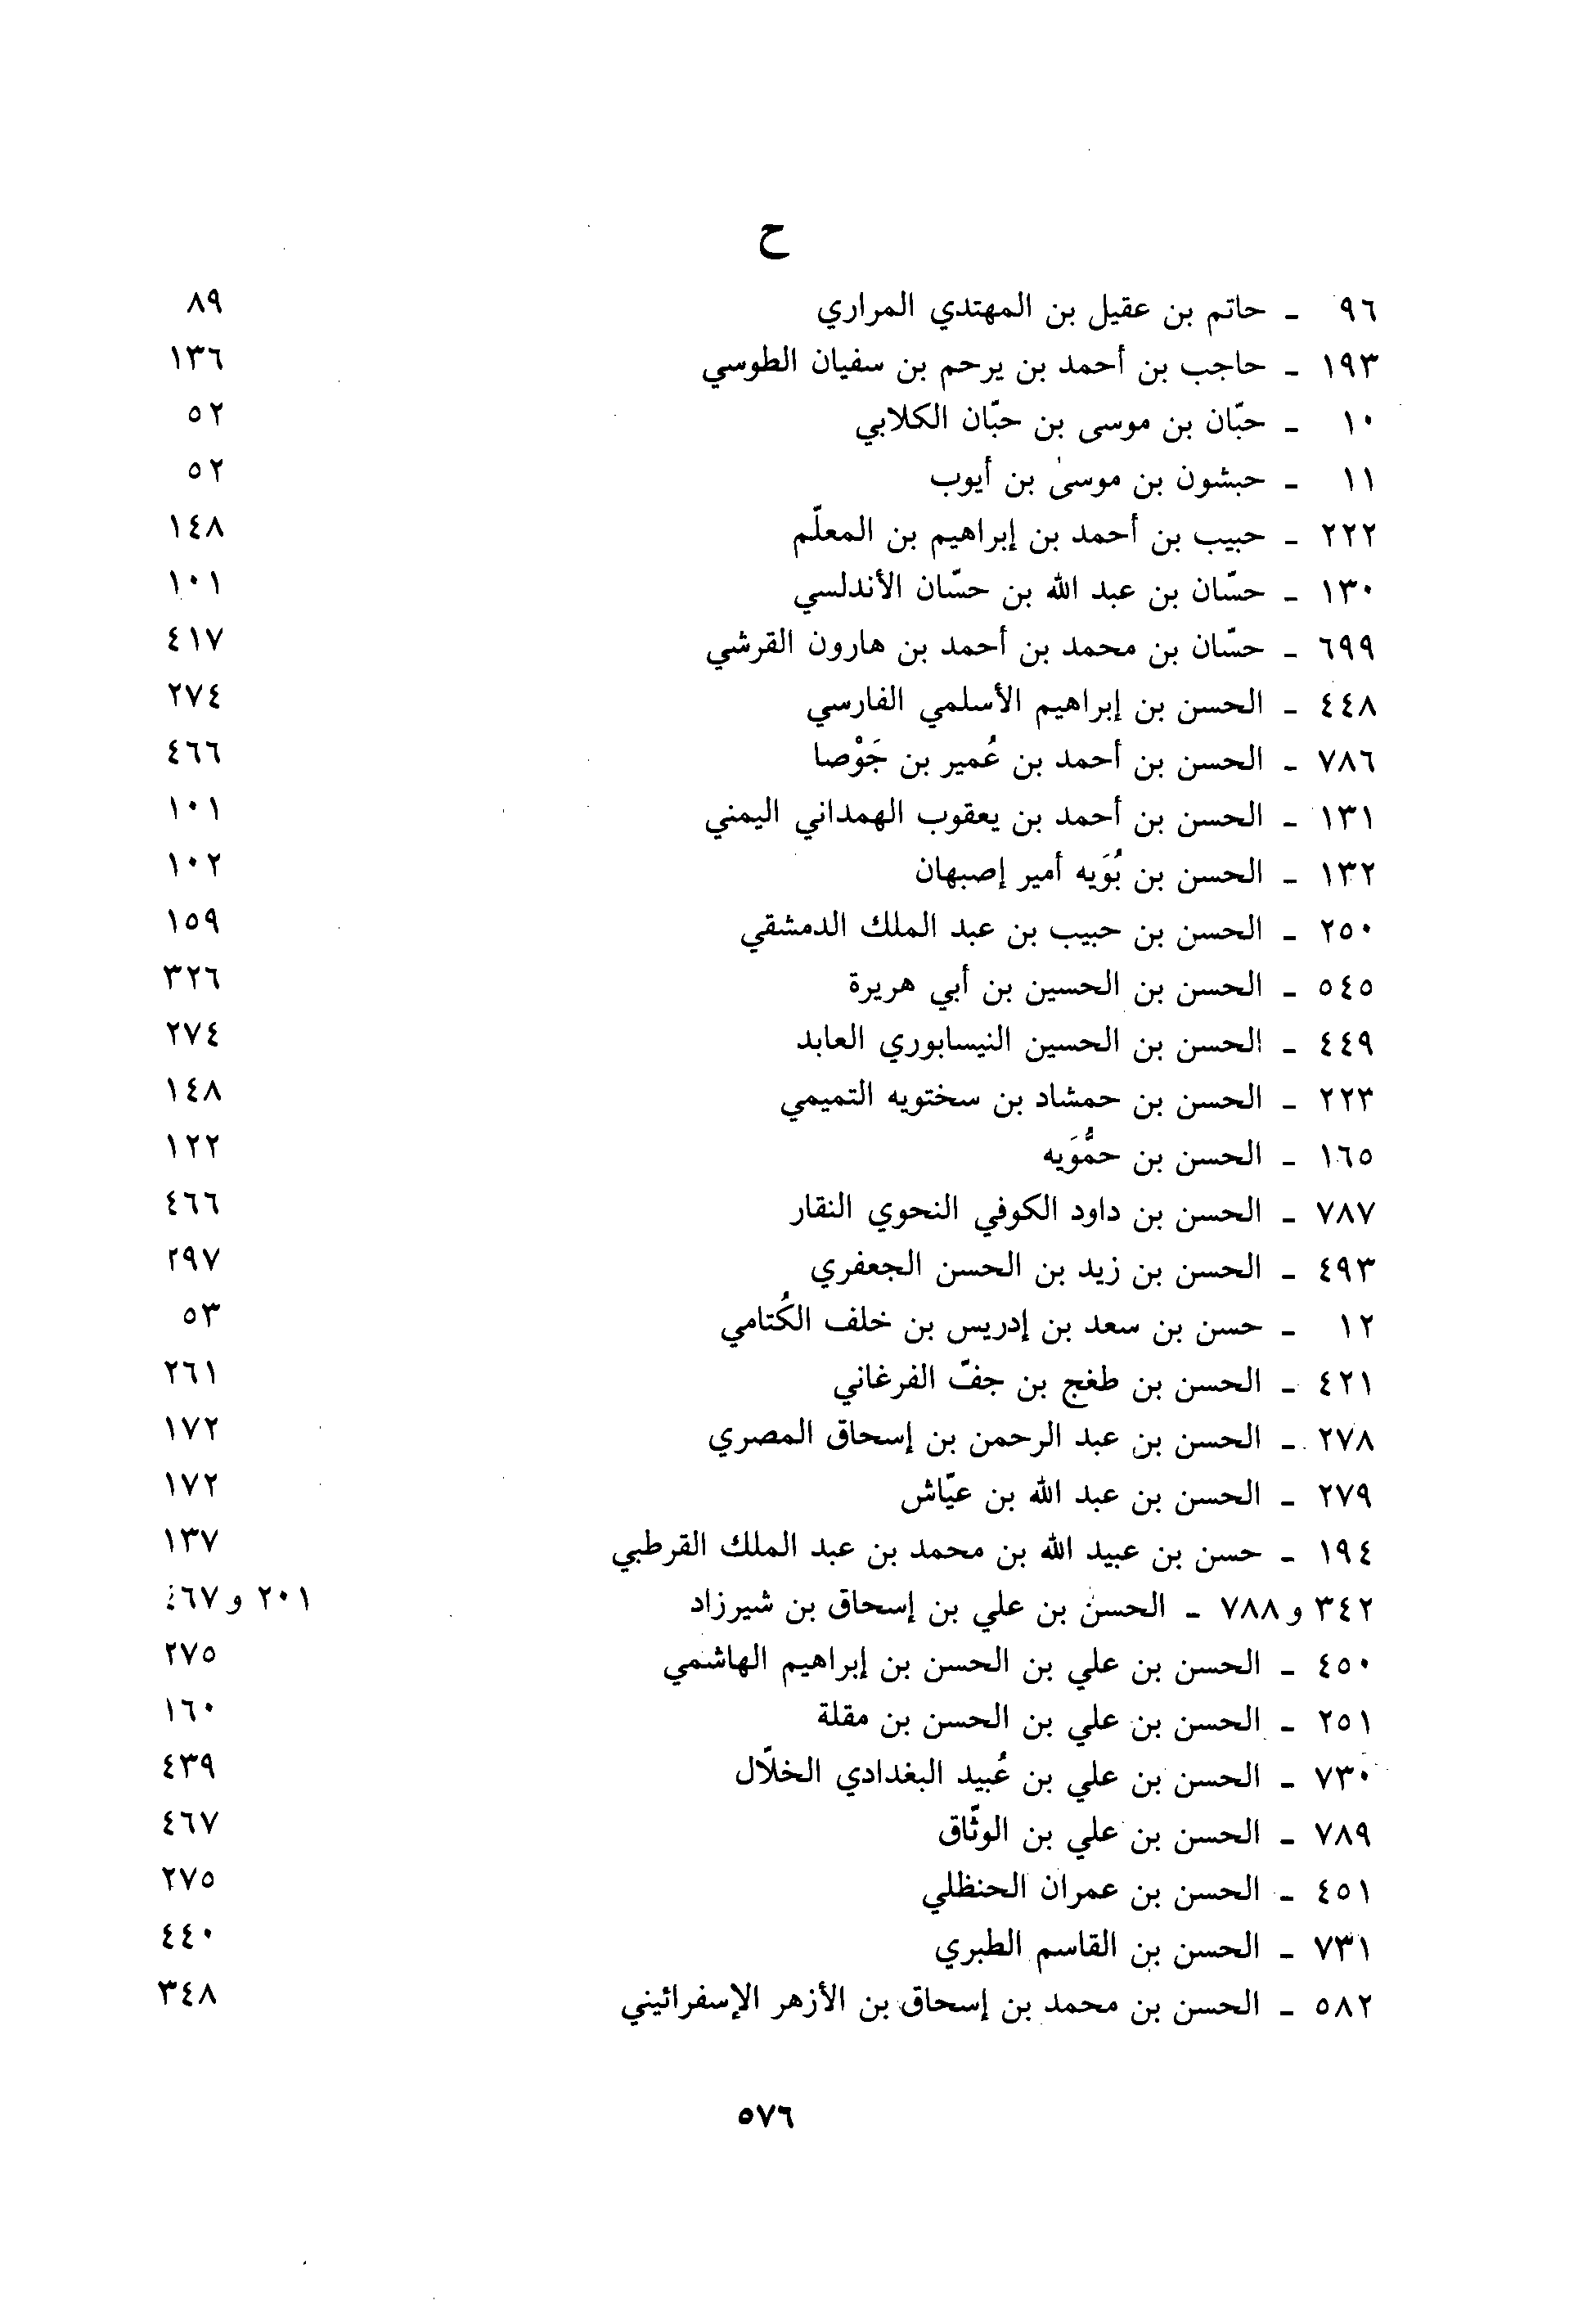 ح
٩٦ - حاتم بن عقيل بن المهتدي المراري ٨٩
١٩٣ - حاجب بن أحمد بن يرحم بن سفيان الطوسي ١٣٦
١٠ - حبّان بن موسى بن حبّان الكلابي ٥٢
١١ - حبشون بن موسىٰ بن أيوب ٥٢
٢٢٢ - حبيب بن أحمد بن إبراهيم بن المعلّم ١٤٨
١٣٠ - حسّان بن عبد الله بن حسّان الأندلسي ١٠١
٦٩٩ - حسّان بن محمد بن أحمد بن هارون القرشي ٤١٧
٤٤٨ - الحسن بن إبراهيم الأسلمي الفارسي ٢٧٤
٧٨٦ - الحسن بن أحمد بن عُمير بن جَوْصا ٤٦٦
١٣١ - الحسن بن أحمد بن يعقوب الهمداني اليمني ١٠١
١٣٢ - الحسن بن بُوَيه أمير إصبهان ١٠٢
٢٥٠ - الحسن بن حبيب بن عبد الملك الدمشقي ١٥٩
٥٤٥ - الحسن بن الحسين بن أبي هريرة ٣٢٦
٤٤٩ - الحسن بن الحسين النيسابوري العابد ٢٧٤
٢٢٣ - الحسن بن حمشاد بن سختويه التميمي ١٤٨
١٦٥ - الحسن بن حمُّوَيه ١٢٢
٧٨٧ - الحسن بن داود الكوفي النحوي النقار ٤٦٦
٤٩٣ - الحسن بن زيد بن الحسن الجعفري ٢٩٧
١٢ - حسن بن سعد بن إدريس بن خلف الكُتامي ٥٣
٤٢١ - الحسن بن طغج بن جفّ الفرغاني ٢٦١
٢٧٨ - الحسن بن عبد الرحمن بن إسحاق المصري ١٧٢
٢٧٩ - الحسن بن عبد الله بن عيّاش ١٧٢
١٩٤ - حسن بن عبيد الله بن محمد بن عبد الملك القرطبي ١٣٧
٣٤٢ و ٧٨٨ - الحسن بن علي بن إسحاق بن شيرزاد ٢٠١ و ٤٦٧
٤٥٠ - الحسن بن علي بن الحسن بن إبراهيم الهاشمي ٢٧٥
٢٥١ - الحسن بن علي بن الحسن بن مقلة ١٦٠
٧٣٠ - الحسن بن علي بن عُبيد البغدادي الخلّال ٤٣٩
٧٨٩ - الحسن بن علي بن الوثّاق ٤٦٧
٤٥١ - الحسن بن عمران الحنظلي ٢٧٥
٧٣١ - الحسن بن القاسم الطبري ٤٤٠
٥٨٢ - الحسن بن محمد بن إسحاق بن الأزهر الإسفرائيني ٣٤٨
٥٧٦